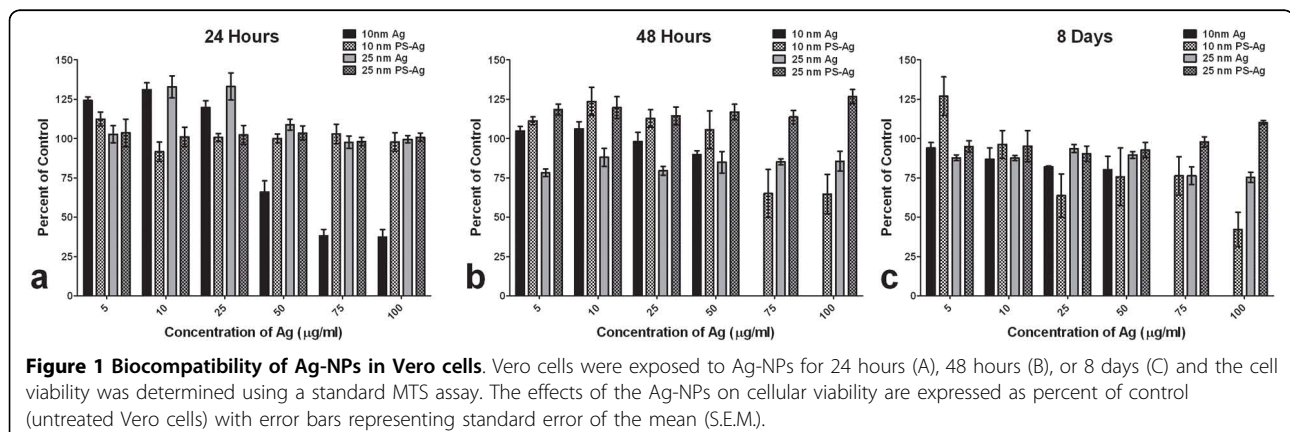 24 Hours
10nm Ag
10 nm PS-Ag
25 nm Ag
25 nm PS-Ag
150
125
100
75
50
25
0
Percent of Control
a
5
10
25
50
75
100
Concentration of Ag (μg/ml)
48 Hours
10nm Ag
10 nm PS-Ag
25 nm Ag
25 nm PS-Ag
150
125
100
75
50
25
0
Percent of Control
b
5
10
25
50
75
100
Concentration of Ag (μg/ml)
8 Days
10nm Ag
10 nm PS-Ag
25 nm Ag
25 nm PS-Ag
150
125
100
75
50
25
0
Percent of Control
c
5
10
25
50
75
100
Concentration of Ag (μg/ml)
Figure 1 Biocompatibility of Ag-NPs in Vero cells. Vero cells were exposed to Ag-NPs for 24 hours (A), 48 hours (B), or 8 days (C) and the cell
viability was determined using a standard MTS assay. The effects of the Ag-NPs on cellular viability are expressed as percent of control
(untreated Vero cells) with error bars representing standard error of the mean (S.E.M.).